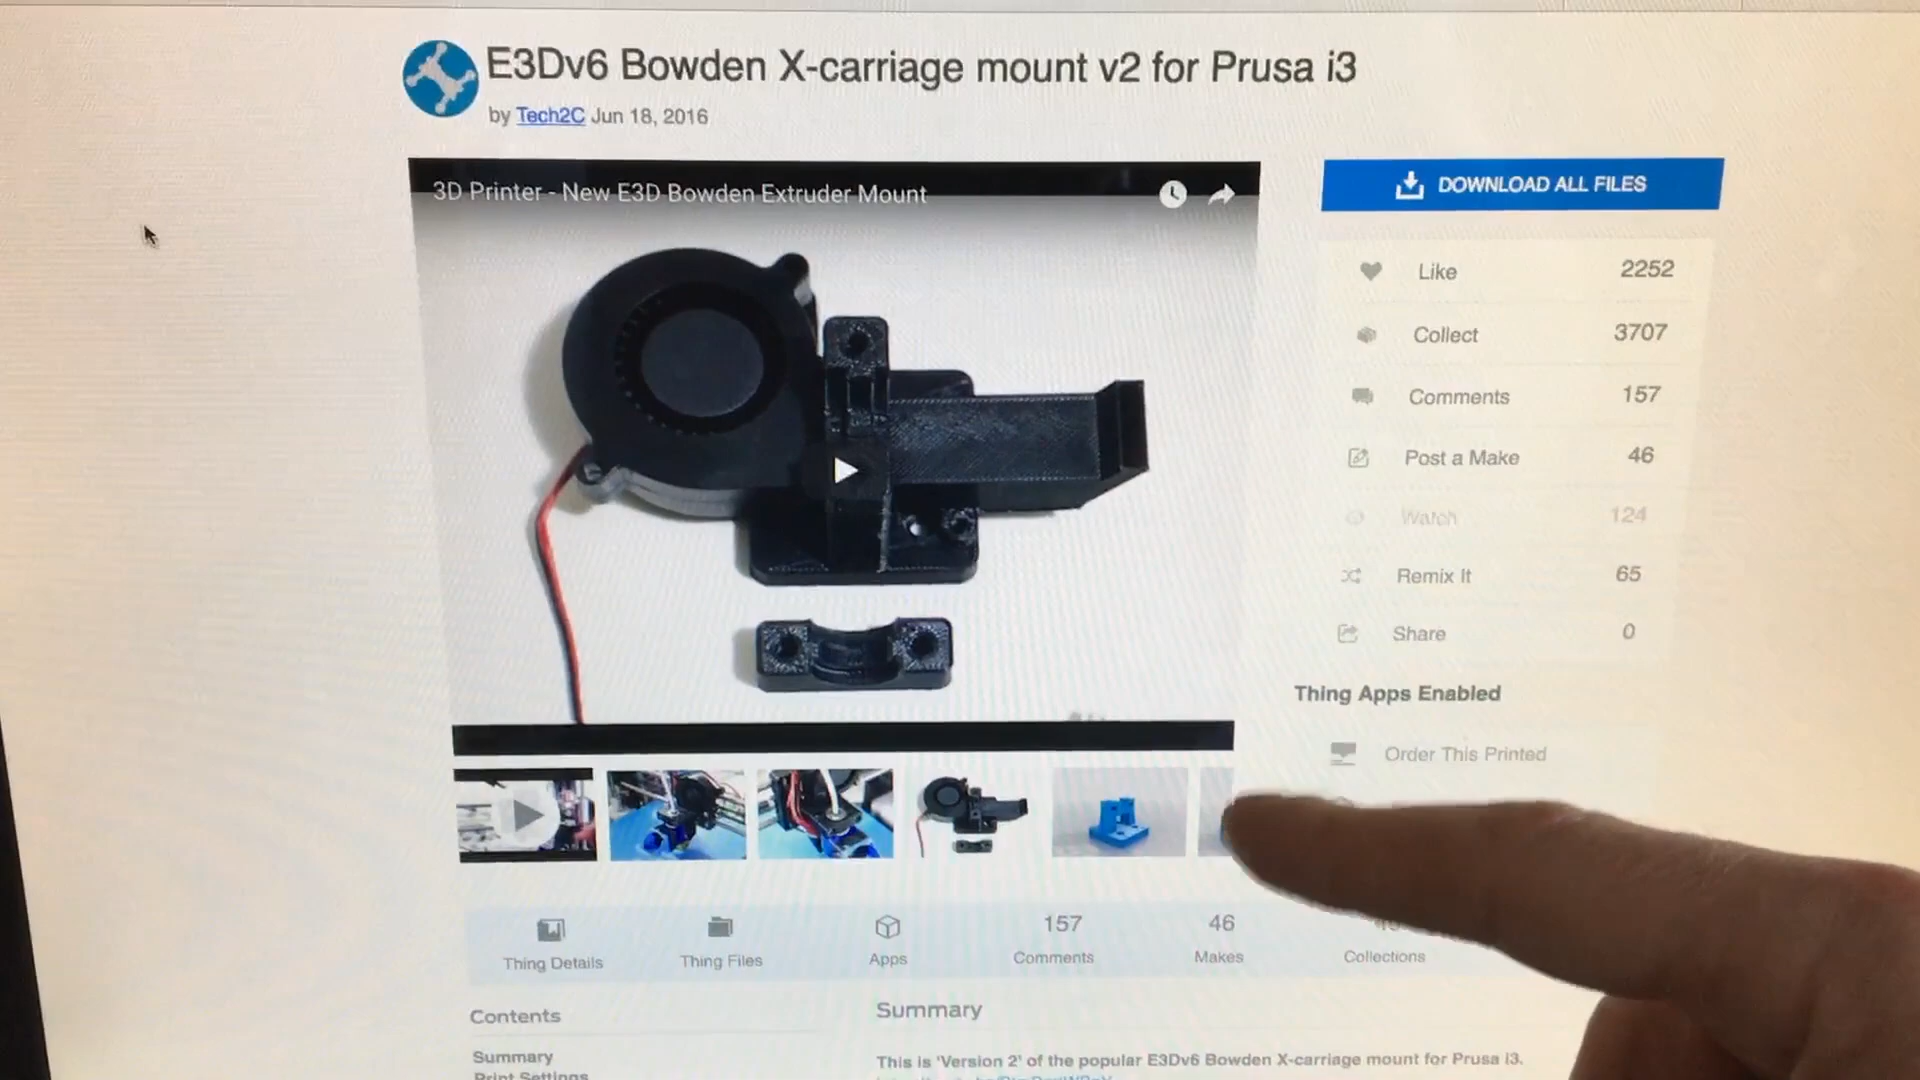 E3Dv6 Bowden X-carriage mount v2 for Prusa i3
by Tech2C Jun 18, 2016
3D Printer - New E3D Bowden Extruder Mount
DOWNLOAD ALL FILES
Like 2252
Collect 3707
Comments 157
Post a Make 46
Watch 124
Remix It 65
Share 0
Thing Apps Enabled
Order This Printed
157
46
Thing Details
Thing Files
Apps
Comments
Makes
Collections
Contents
Summary
Print Settings
Summary
This is 'Version 2' of the popular E3Dv6 Bowden X-carriage mount for Prusa i3.